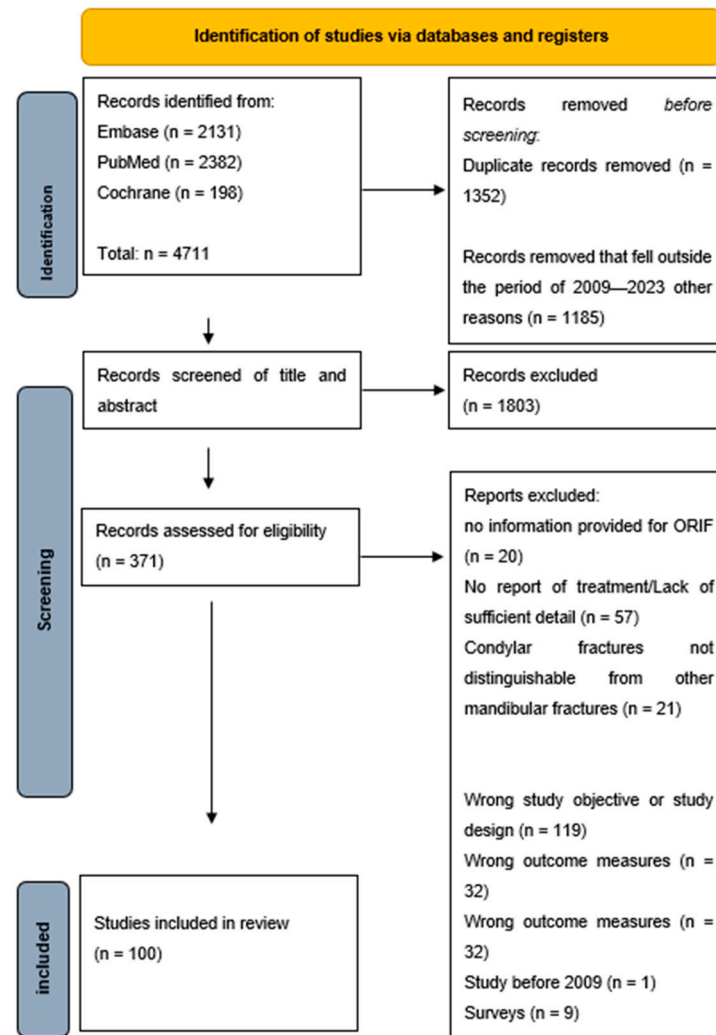 Identification of studies via databases and registers
Identification
Records identified from:
Embase (n = 2131)
PubMed (n = 2382)
Cochrane (n = 198)
Total: n = 4711
Records removed before
screening:
Duplicate records removed (n =
1352)
Records removed that fell outside
the period of 2009—2023 other
reasons (n = 1185)
Screening
Records screened of title and
abstract
Records excluded
(n = 1803)
Records assessed for eligibility
(n = 371)
Reports excluded:
no information provided for ORIF
(n = 20)
No report of treatment/Lack of
sufficient detail (n = 57)
Condylar fractures not
distinguishable from other
mandibular fractures (n = 21)
Wrong study objective or study
design (n = 119)
Wrong outcome measures (n =
32)
Wrong outcome measures (n =
32)
Study before 2009 (n = 1)
Surveys (n = 9)
included
Studies included in review
(n = 100)